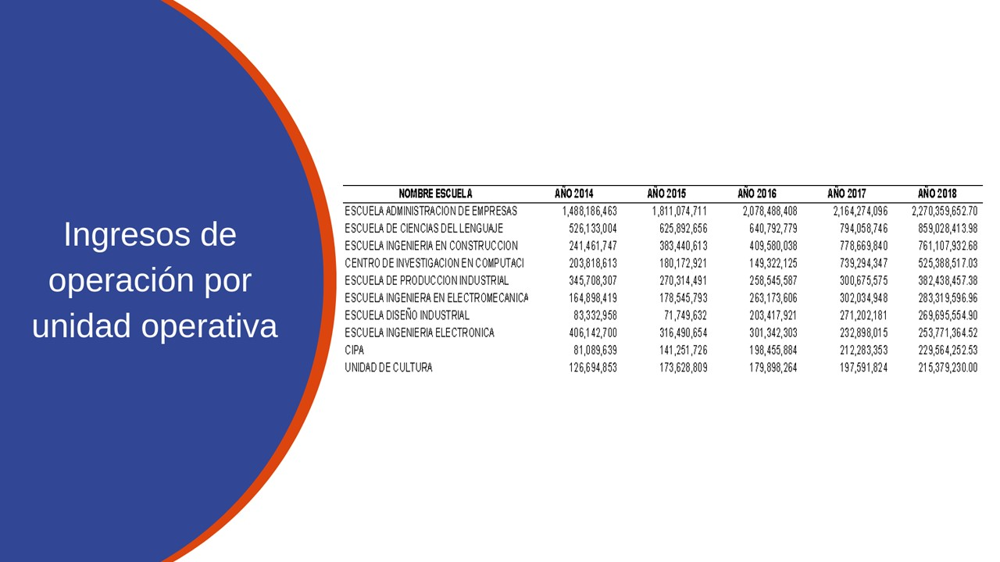 Ingresos de
operación por
unidad operativa
NOMBRE ESCUELA AÑO 2014 AÑO 2015 AÑO 2016 AÑO 2017 AÑO 2018
ESCUELA ADMINISTRACION DE EMPRESAS 1,488,186,463 1,811,074,711 2,078,488,408 2,164,274,096 2,270,359,652.70
ESCUELA DE CIENCIAS DEL LENGUAJE 526,133,004 625,892,656 640,792,779 794,058,746 859,028,413.98
ESCUELA INGENIERIA EN CONSTRUCCION 241,461,747 383,440,613 409,580,038 778,669,840 761,107,932.68
CENTRO DE INVESTIGACION EN COMPUTACI 203,818,613 180,172,921 149,322,125 739,294,347 525,388,517.03
ESCUELA DE PRODUCCION INDUSTRIAL 345,708,307 270,314,491 258,545,587 300,675,575 382,438,457.38
ESCUELA INGENIERA EN ELECTROMECANICA 164,898,419 178,545,793 263,173,606 302,034,948 283,319,596.96
ESCUELA DISEÑO INDUSTRIAL 83,332,958 71,749,632 203,417,921 271,202,181 269,695,554.90
ESCUELA INGENIERIA ELECTRONICA 406,142,700 316,490,654 301,342,303 232,898,015 253,771,364.52
CIPA 81,089,639 141,251,726 198,455,884 212,283,353 229,564,252.53
UNIDAD DE CULTURA 126,694,853 173,628,809 179,898,264 197,591,824 215,379,230.00